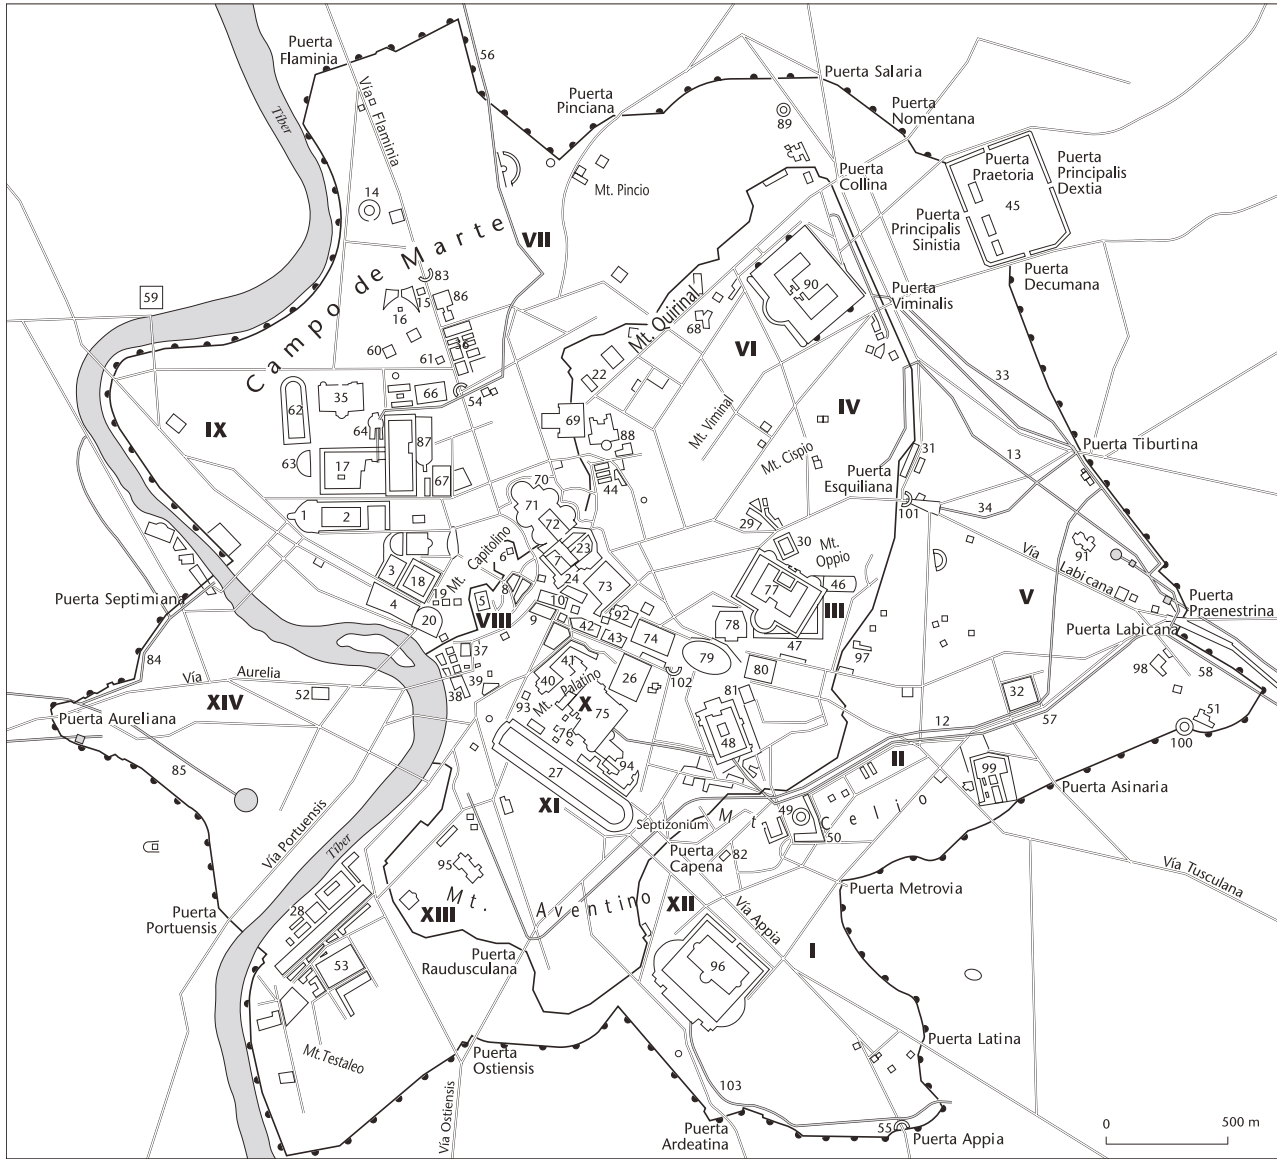 Puerta
Flaminia
56
Vía Flaminia
Tíber
Puerta
Pinciana
Puerta Salaria
Puerta
Nomentana
89
Puerta
Collina
Puerta
Praetoria
Puerta
Principalis
Dextia
45
Puerta
Principalis
Sinistia
Puerta
Decumana
Mt. Pincio
14
Campo de Marte
VII
83
59
15
86
16
90
Puerta
Viminalis
Mt. Quirinal
68
VI
60
61
22
33
35
66
54
62
IX
64
69
87
88
Mt. Viminal
IV
Mt. Cispio
13
31
Puerta Tiburtina
63
17
67
44
70
Puerta
Esquiliana
101
34
1
2
71
72
29
30
Mt.
Oppio
91
Vía
Labicana
3
18
Mt. Capitolino
6
7
23
24
73
77
46
V
Puerta Septimiana
4
19
5
8
10
92
III
Puerta
Praenestrina
20
VIII
9
42
43
74
78
47
Puerta Labicana
84
37
41
79
97
98
58
Vía
Aurelia
52
39
38
40
26
102
80
XIV
Mt. Palatino
X
81
32
51
Puerta Aureliana
93
75
12
57
76
48
100
85
27
94
II
99
XI
Puerta Asinaria
Vía Portuensis
Septizonium
Mt. Celio
49
50
Tíber
Puerta
Capena
82
95
Vía Tusculana
Puerta Metrovia
Puerta
Portuensis
28
XIII
Mt. Aventino
XII
Vía Appia
53
Puerta
Raudusculana
96
I
Mt. Testaleo
Puerta
Ostiensis
Puerta Latina
Vía Ostiensis
103
Puerta
Ardeatina
55
Puerta Appia
0
500 m